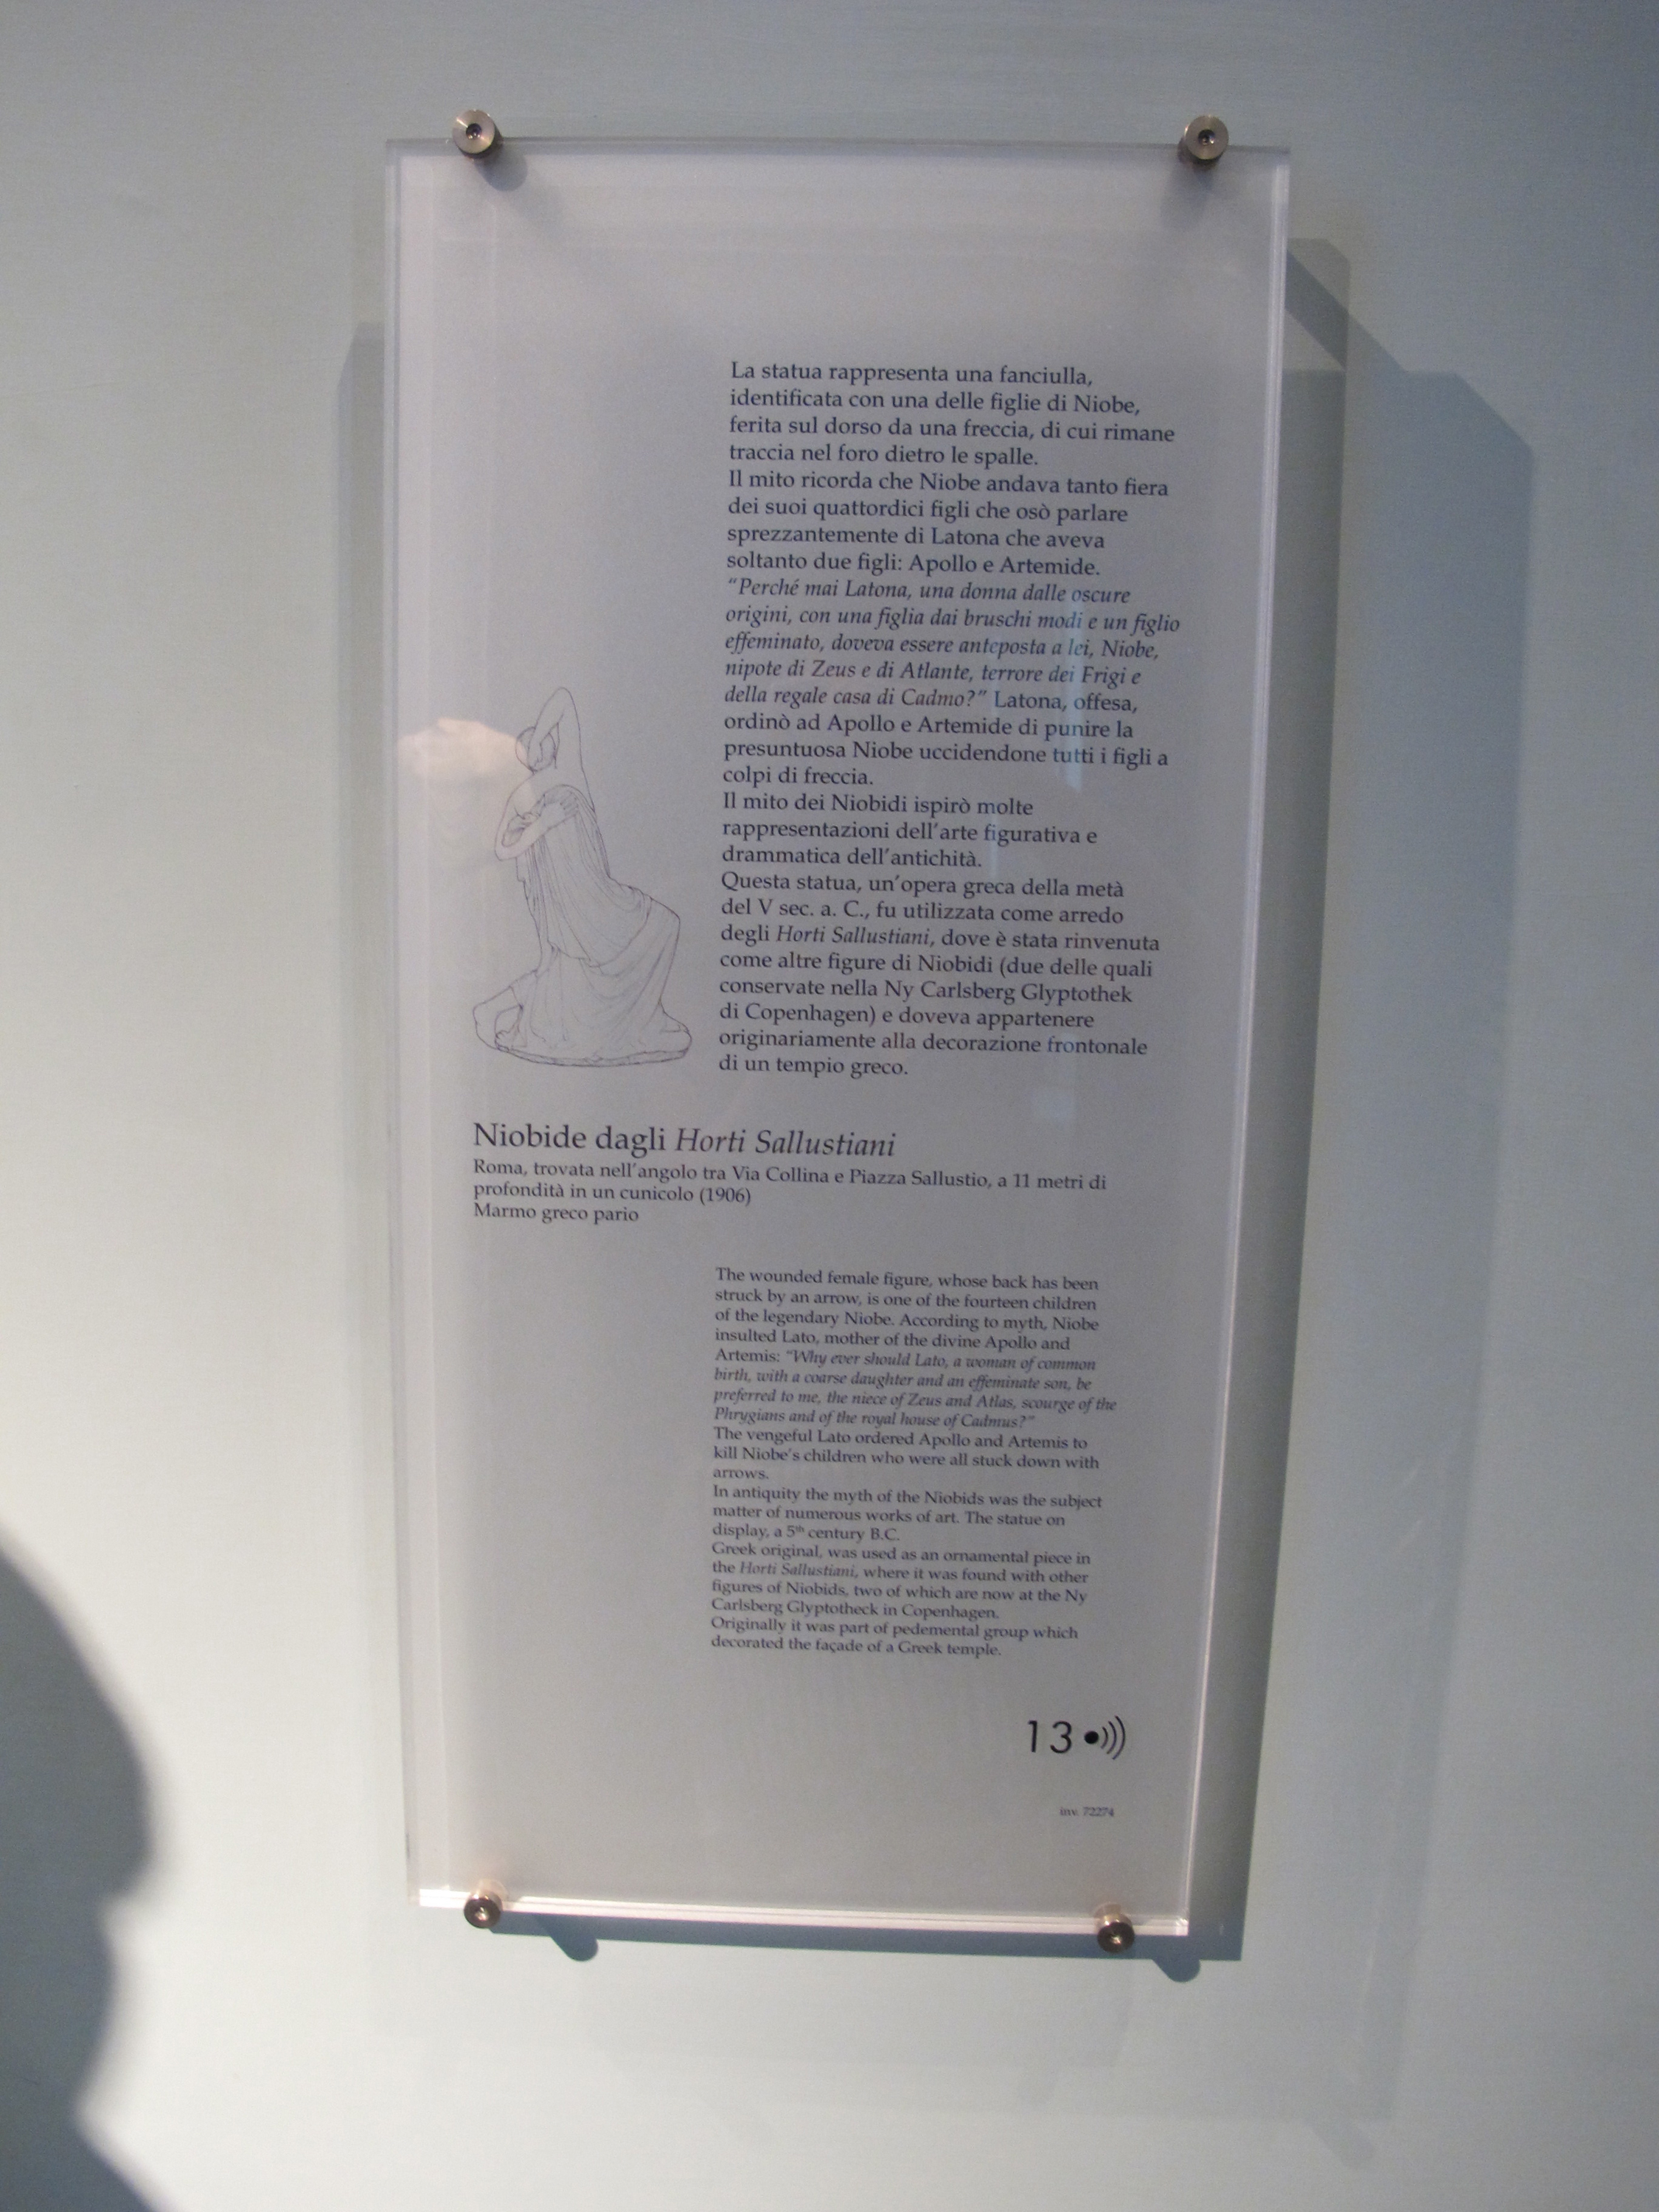 La statua rappresenta una fanciulla,
identificata con una delle figlie di Niobe,
ferita sul dorso da una freccia, di cui rimane
traccia nel foro dietro le spalle.
Il mito ricorda che Niobe andava tanto fiera
dei suoi quattordici figli che osò parlare
sprezzantemente di Latona che aveva
soltanto due figli: Apollo e Artemide.
“Perché mai Latona, una donna dalle oscure
origini, con una figlia dai bruschi modi e un figlio
effeminato, doveva essere anteposta a lei, Niobe,
nipote di Zeus e di Atlante, terrore dei Frigi e
della regale casa di Cadmo?” Latona, offesa,
ordinò ad Apollo e Artemide di punire la
presuntuosa Niobe uccidendone tutti i figli a
colpi di freccia.
Il mito dei Niobidi ispirò molte
rappresentazioni dell’arte figurativa e
drammatica dell’antichità.
Questa statua, un’opera greca della metà
del V sec. a. C., fu utilizzata come arredo
degli Horti Sallustiani, dove è stata rinvenuta
come altre figure di Niobidi (due delle quali
conservate nella Ny Carlsberg Glyptothek
di Copenhagen) e doveva appartenere
originariamente alla decorazione frontonale
di un tempio greco.
Niobide dagli Horti Sallustiani
Roma, trovata nell’angolo tra Via Collina e Piazza Sallustio, a 11 metri di
profondità in un cunicolo (1906)
Marmo greco pario
The wounded female figure, whose back has been
struck by an arrow, is one of the fourteen children
of the legendary Niobe. According to myth, Niobe
insulted Lato, mother of the divine Apollo and
Artemis: “Why ever should Lato, a woman of common
birth, with a coarse daughter and an effeminate son, be
preferred to me, the niece of Zeus and Atlas, scourge of the
Phrygians and of the royal house of Cadmus?”
The vengeful Lato ordered Apollo and Artemis to
kill Niobe’s children who were all stuck down with
arrows.
In antiquity the myth of the Niobids was the subject
matter of numerous works of art. The statue on
display, a 5th century B.C.
Greek original, was used as an ornamental piece in
the Horti Sallustiani, where it was found with other
figures of Niobids, two of which are now at the Ny
Carlsberg Glyptotheck in Copenhagen.
Originally it was part of pedemental group which
decorated the façade of a Greek temple.
13
inv. 72274